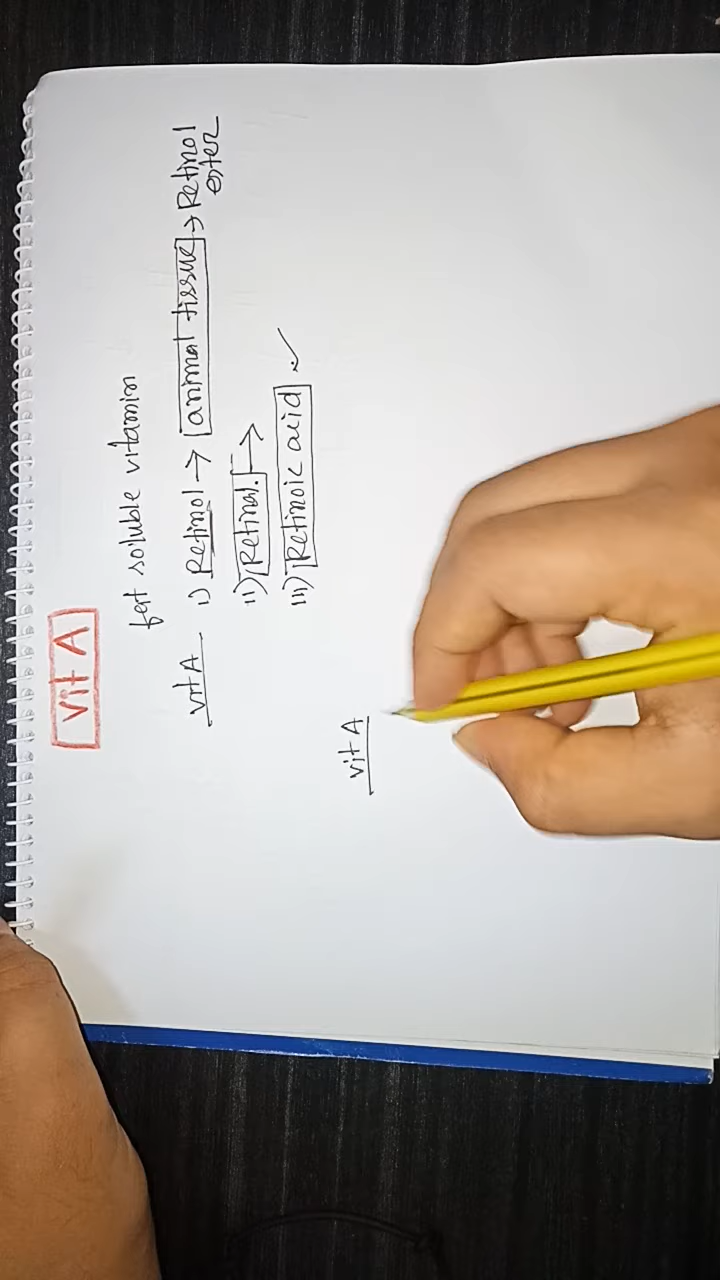 Vit A
fat soluble vitamin
vit A i) Retinol → animal tissue → Retinol
ester
ii) Retinal. →
iii) Retinoic acid ✓
vit A